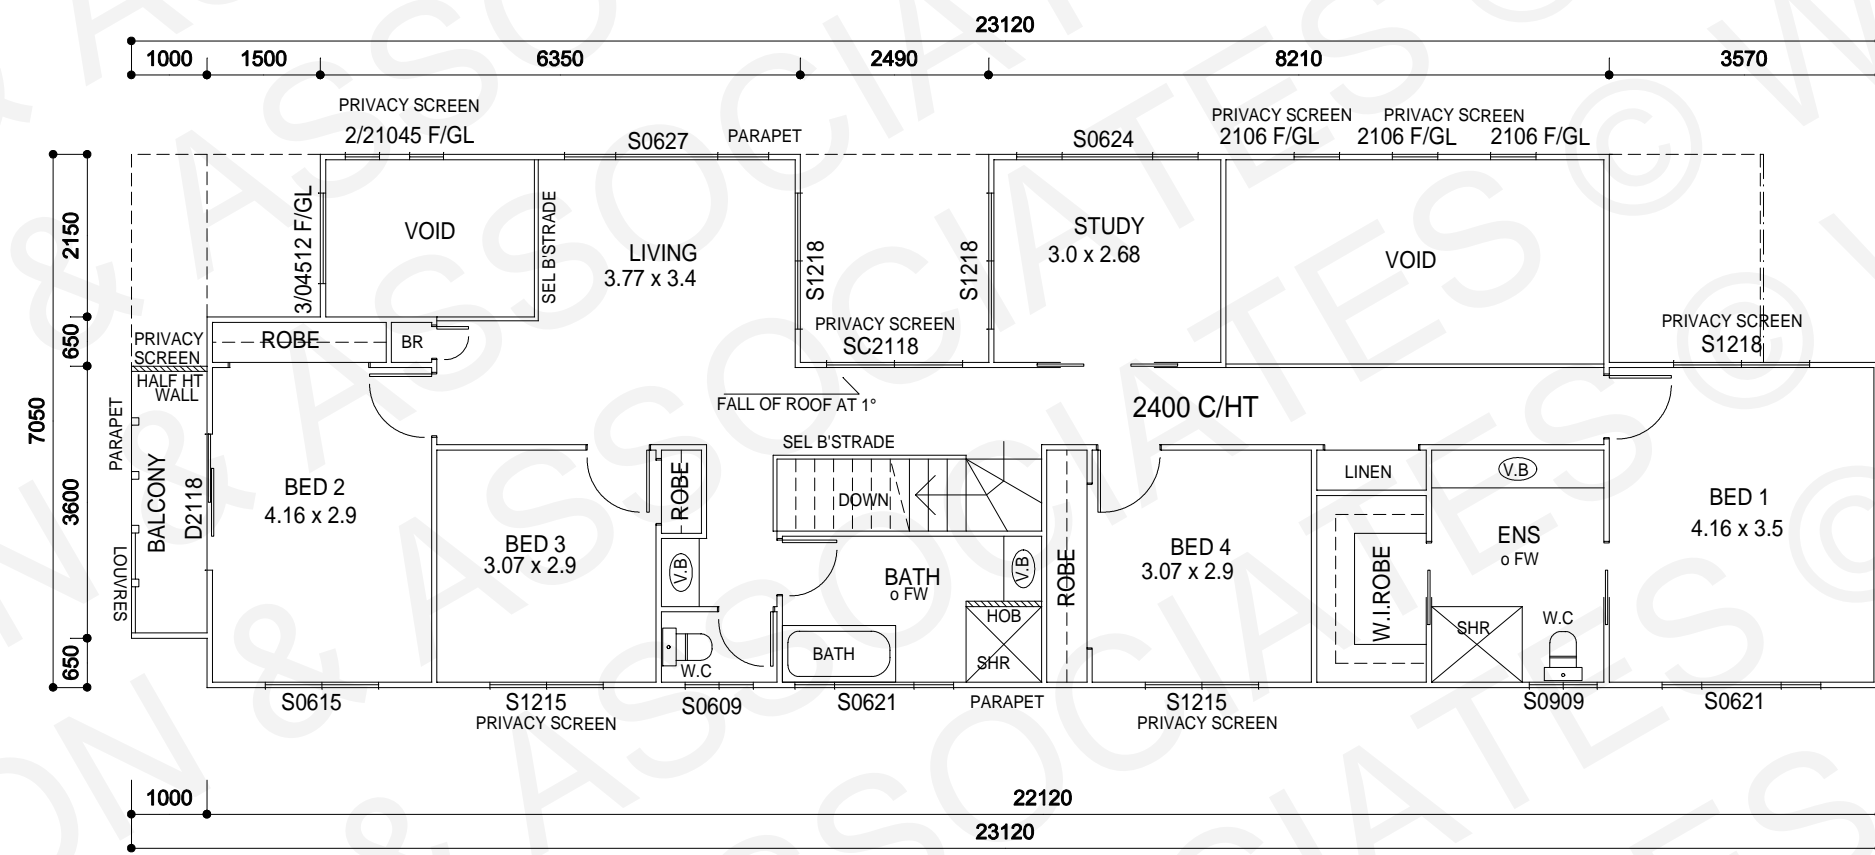 23120
1000 1500 6350 2490 8210 3570
PRIVACY SCREEN
2/21045 F/GL
S0627
PARAPET
S0624
PRIVACY SCREEN
2106 F/GL
PRIVACY SCREEN
2106 F/GL
2106 F/GL
7050
2150
650
3600
650
3/04512 F/GL
VOID
SEL B'STRADE
LIVING
3.77 x 3.4
S1218
S1218
STUDY
3.0 x 2.68
VOID
PRIVACY SCREEN
SC2118
PRIVACY SCREEN
S1218
PRIVACY
SCREEN
HALF HT
WALL
ROBE
BR
FALL OF ROOF AT 1°
2400 C/HT
PARAPET
LOUVRES
BALCONY
D2118
BED 2
4.16 x 2.9
BED 3
3.07 x 2.9
ROBE
V.B
W.C
SEL B'STRADE
DOWN
BATH
o FW
V.B
HOB
SHR
BATH
ROBE
BED 4
3.07 x 2.9
LINEN
W.I.ROBE
V.B
ENS
o FW
SHR
W.C
BED 1
4.16 x 3.5
S0615
S1215
PRIVACY SCREEN
S0609
S0621
PARAPET
S1215
PRIVACY SCREEN
S0909
S0621
1000 22120
23120
& ASSOCIATES ©